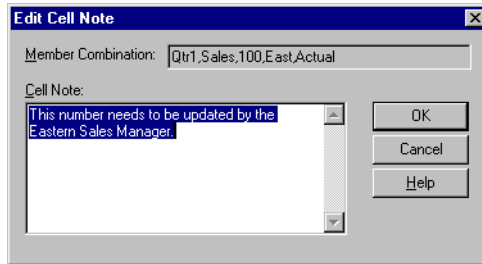 Edit Cell Note
Member Combination: Qtr1,Sales,100,East,Actual
Cell Note:
This number needs to be updated by the
Eastern Sales Manager.
OK
Cancel
Help